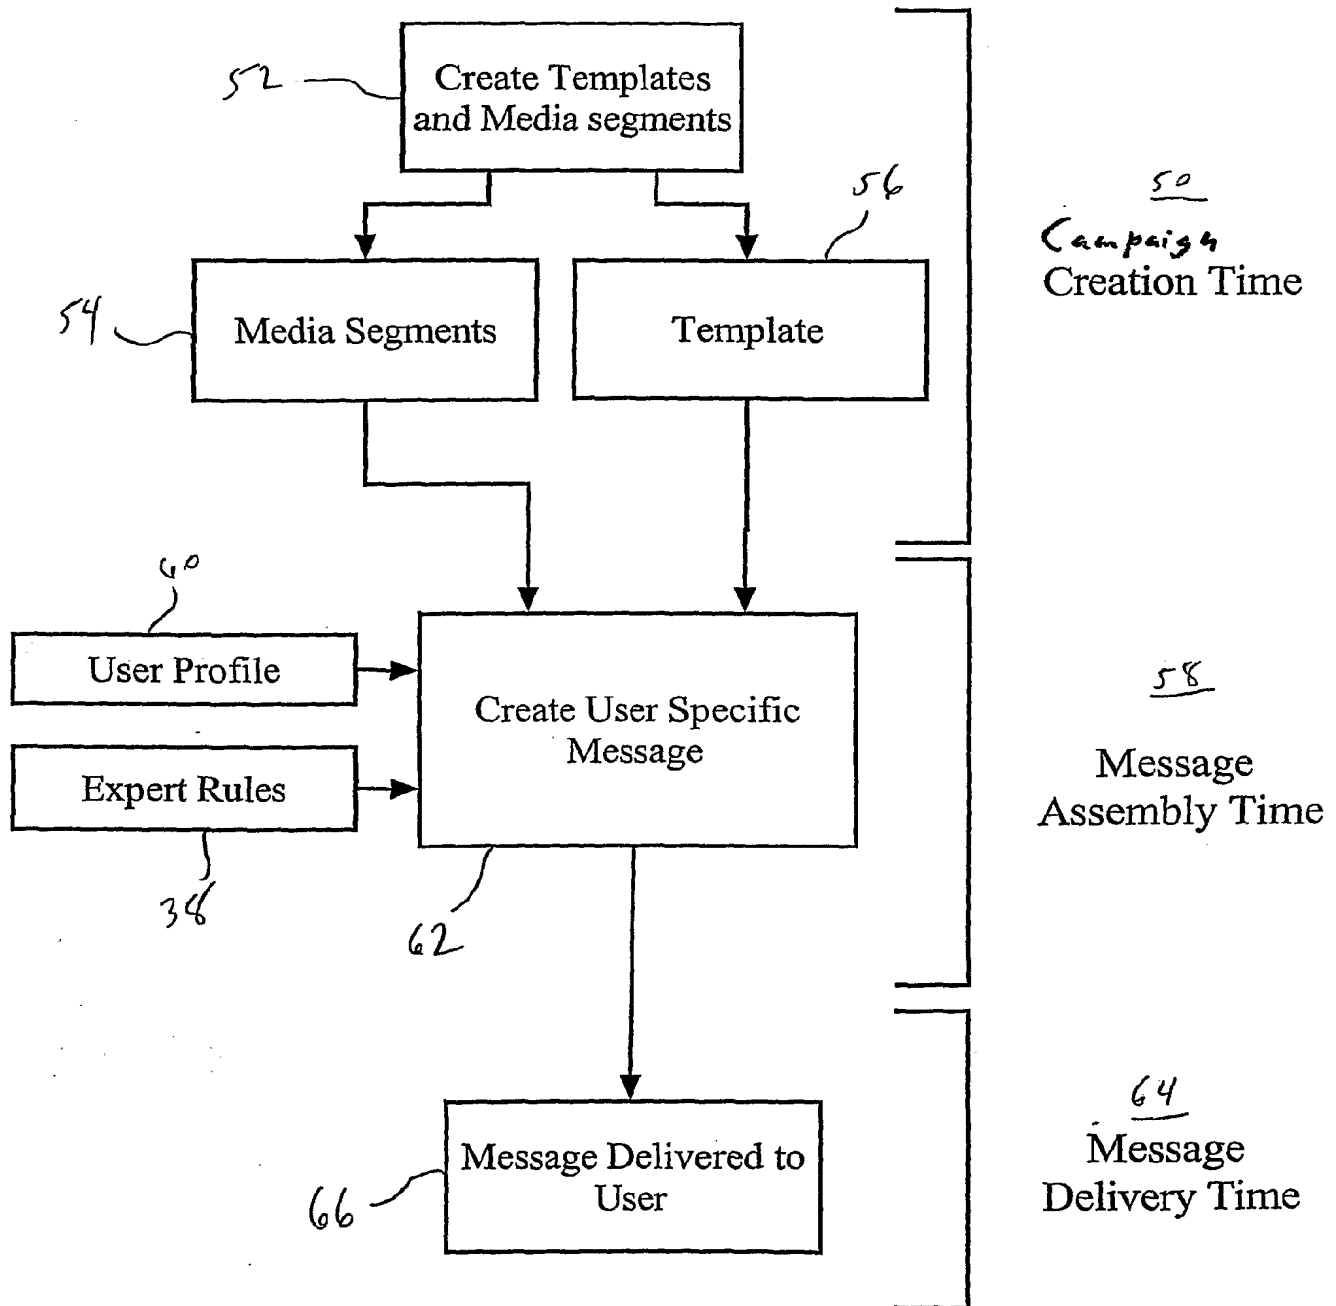 52
Create Templates
and Media segments
56
50
Campaign
Creation Time
54
Media Segments
Template
60
User Profile
Create User Specific
Message
58
Message
Assembly Time
Expert Rules
38
62
64
Message
Delivery Time
Message Delivered to
User
66